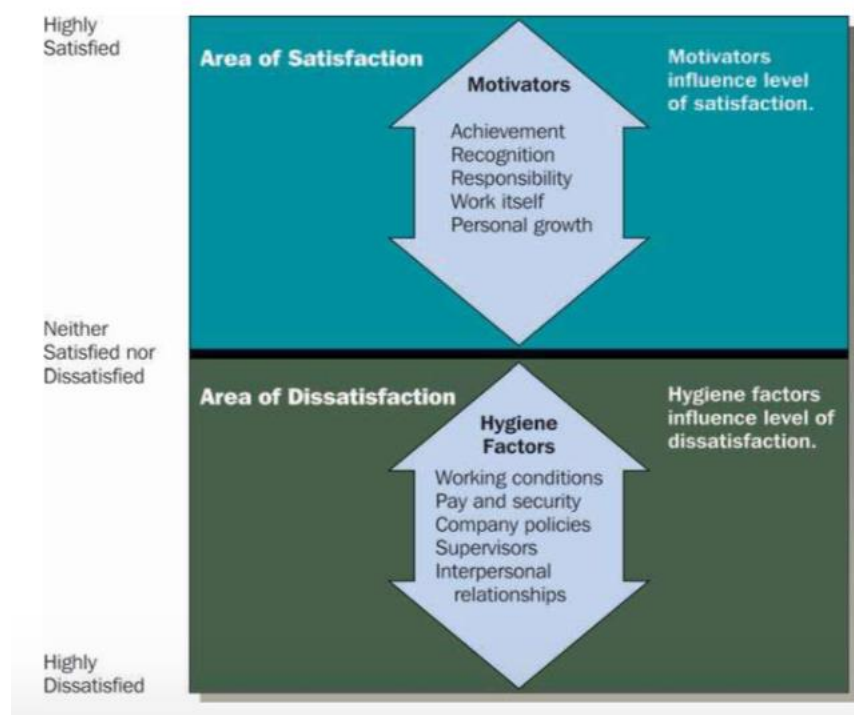 Highly
Satisfied
Area of Satisfaction
Motivators
Achievement
Recognition
Responsibility
Work itself
Personal growth
Motivators
influence level
of satisfaction.
Neither
Satisfied nor
Dissatisfied
Area of Dissatisfaction
Hygiene
Factors
Working conditions
Pay and security
Company policies
Supervisors
Interpersonal
relationships
Hygiene factors
influence level of
dissatisfaction.
Highly
Dissatisfied